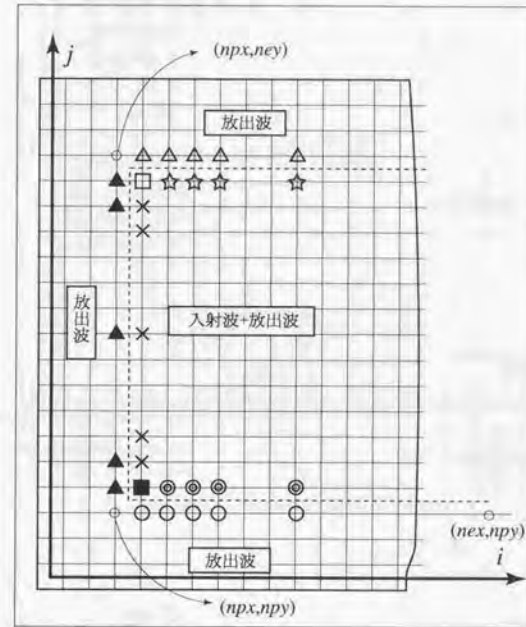 j
(npx,ney)
放出波
放出波
入射波+放出波
(nex,npy)
放出波
i
(npx,npy)